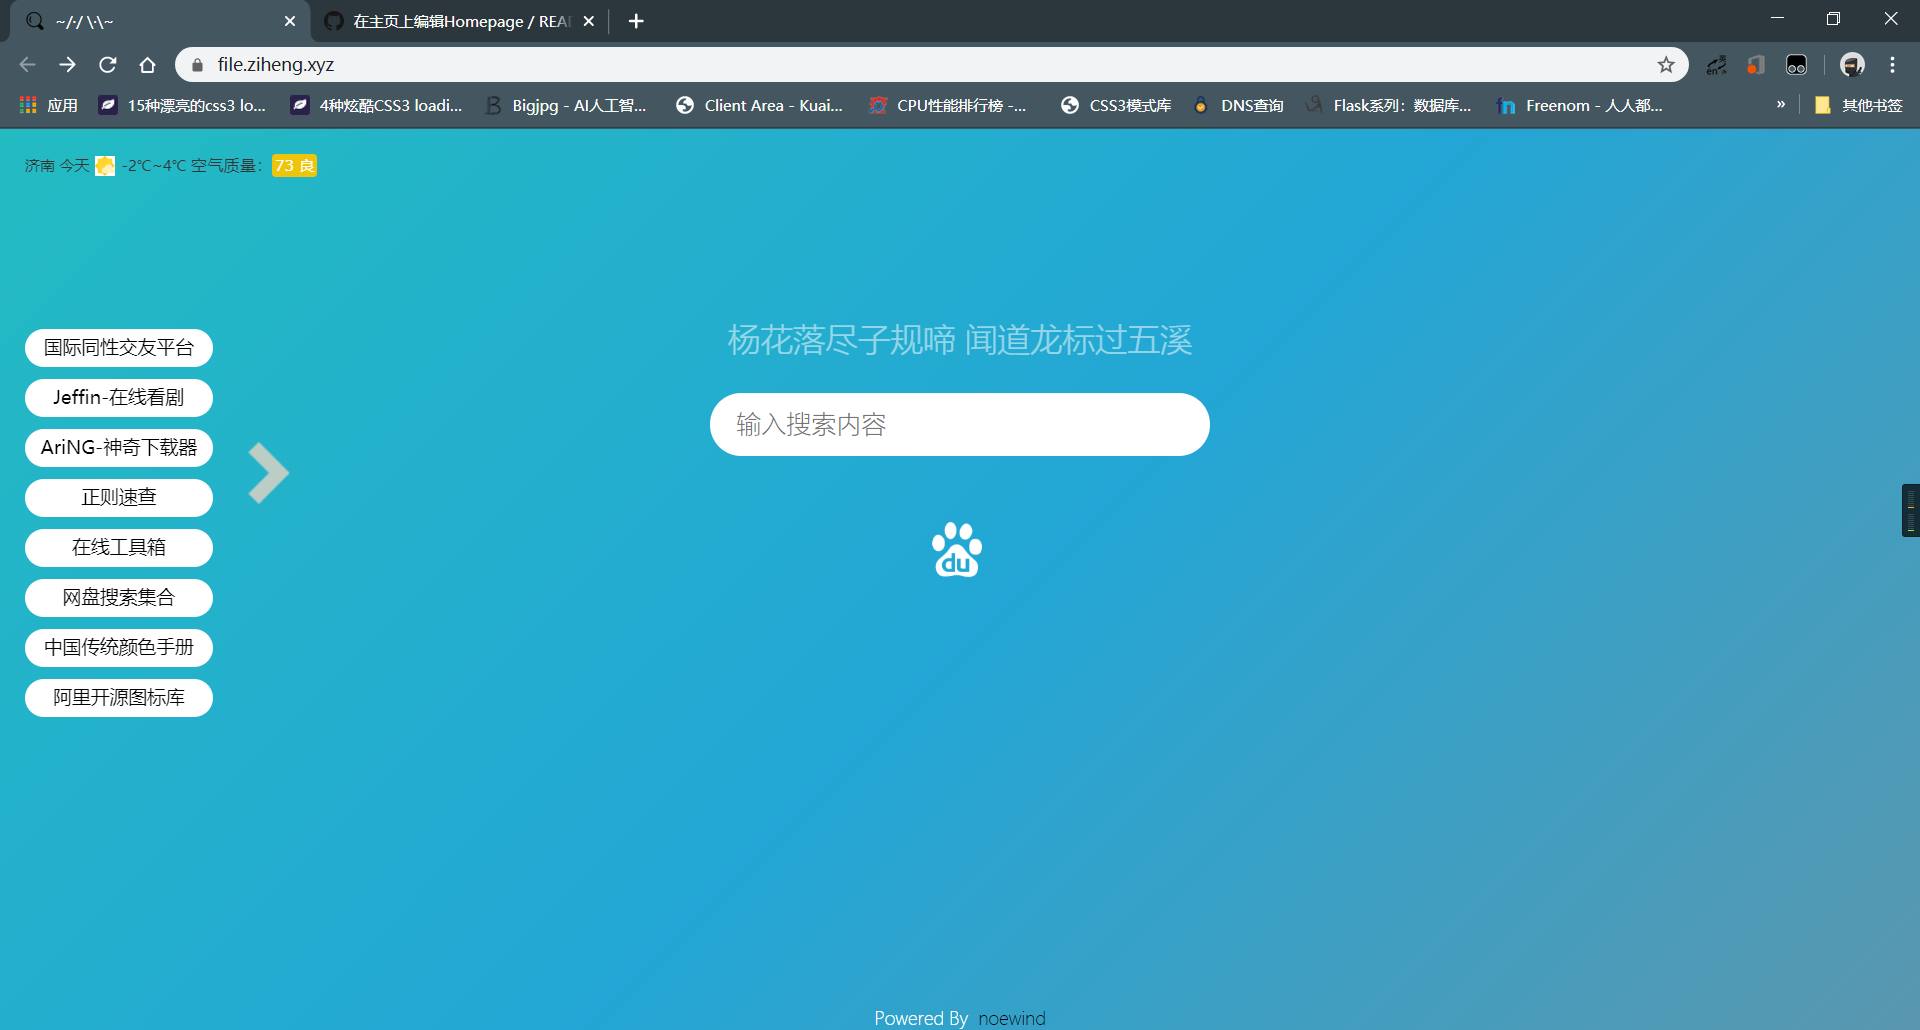 ~/·/ \·\~
在主页上编辑Homepage / REA
file.ziheng.xyz
应用 15种漂亮的css3 lo... 4种炫酷CSS3 loadi... Bigjpg - AI人工智... Client Area - Kuai... CPU性能排行榜 -... CSS3模式库 DNS查询 Flask系列：数据库... Freenom - 人人都... » 其他书签
济南 今天 -2℃~4℃ 空气质量： 73 良
杨花落尽子规啼 闻道龙标过五溪
输入搜索内容
du
国际同性交友平台
Jeffin-在线看剧
AriNG-神奇下载器
正则速查
在线工具箱
网盘搜索集合
中国传统颜色手册
阿里开源图标库
Powered By noewind